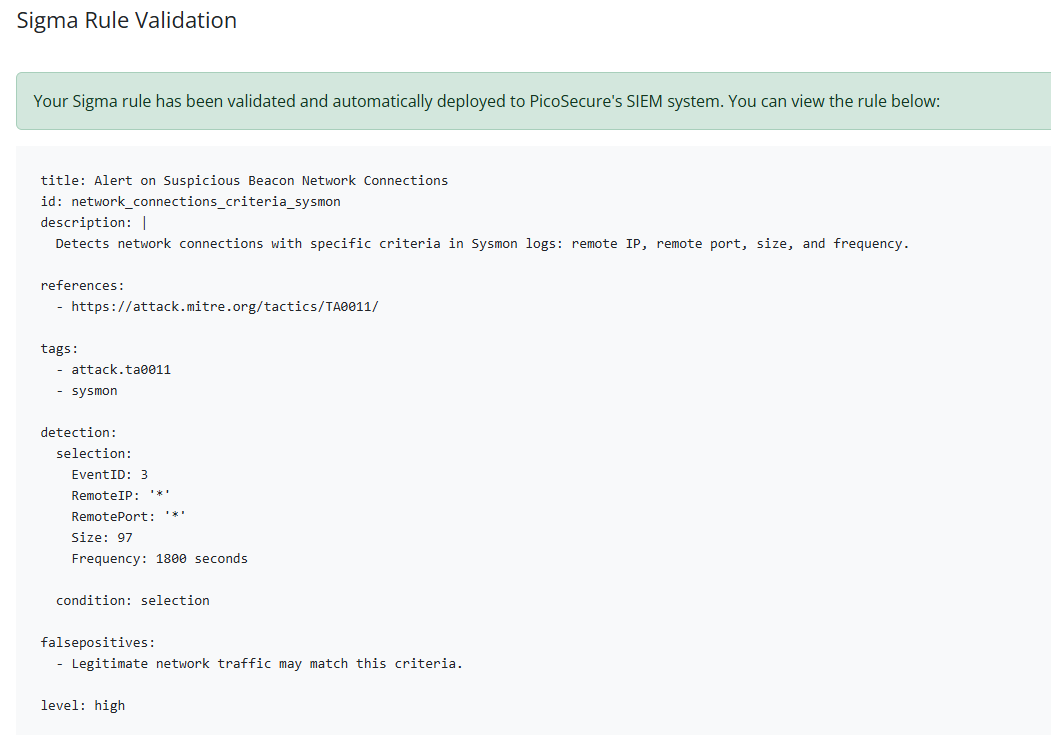 Sigma Rule Validation
Your Sigma rule has been validated and automatically deployed to PicoSecure's SIEM system. You can view the rule below:
title: Alert on Suspicious Beacon Network Connections
id: network_connections_criteria_sysmon
description: |
  Detects network connections with specific criteria in Sysmon logs: remote IP, remote port, size, and frequency.
references:
  - https://attack.mitre.org/tactics/TA0011/
tags:
  - attack.ta0011
  - sysmon
detection:
  selection:
    EventID: 3
    RemoteIP: '*'
    RemotePort: '*'
    Size: 97
    Frequency: 1800 seconds
  condition: selection
falsepositives:
  - Legitimate network traffic may match this criteria.
level: high